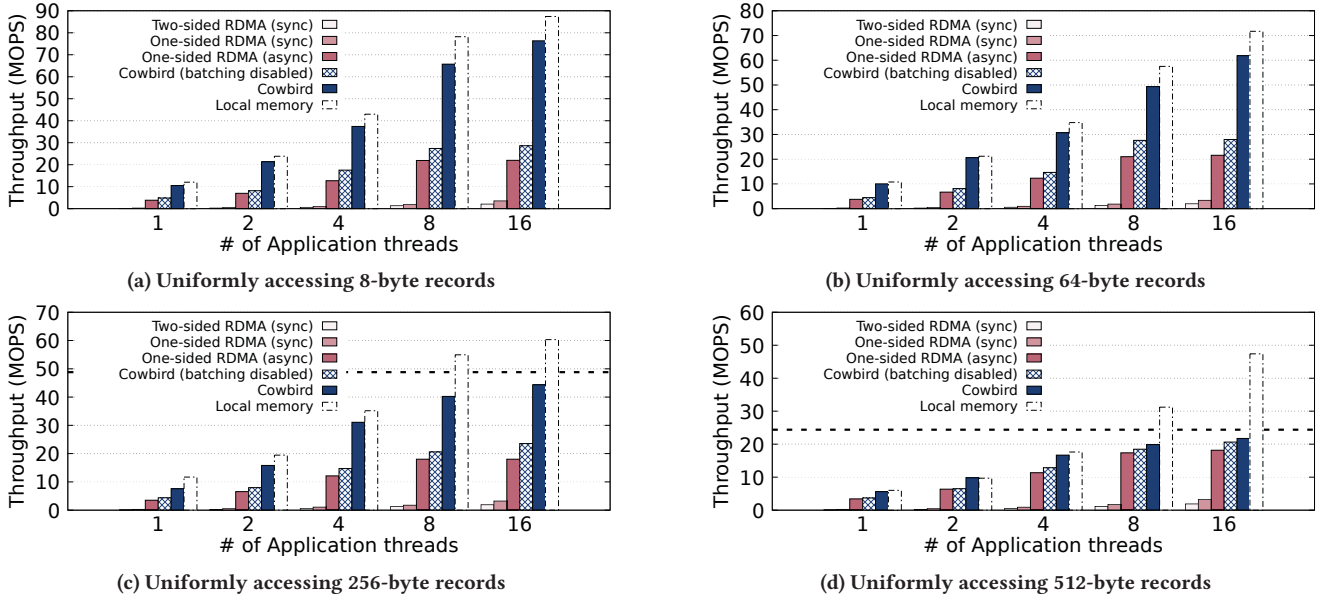 Throughput (MOPS)
90
80
70
60
50
40
30
20
10
0
Two-sided RDMA (sync)
One-sided RDMA (sync)
One-sided RDMA (async)
Cowbird (batching disabled)
Cowbird
Local memory
1 2 4 8 16
# of Application threads
(a) Uniformly accessing 8-byte records
Throughput (MOPS)
80
70
60
50
40
30
20
10
0
Two-sided RDMA (sync)
One-sided RDMA (sync)
One-sided RDMA (async)
Cowbird (batching disabled)
Cowbird
Local memory
1 2 4 8 16
# of Application threads
(b) Uniformly accessing 64-byte records
Throughput (MOPS)
70
60
50
40
30
20
10
0
Two-sided RDMA (sync)
One-sided RDMA (sync)
One-sided RDMA (async)
Cowbird (batching disabled)
Cowbird
Local memory
1 2 4 8 16
# of Application threads
(c) Uniformly accessing 256-byte records
Throughput (MOPS)
60
50
40
30
20
10
0
Two-sided RDMA (sync)
One-sided RDMA (sync)
One-sided RDMA (async)
Cowbird (batching disabled)
Cowbird
Local memory
1 2 4 8 16
# of Application threads
(d) Uniformly accessing 512-byte records